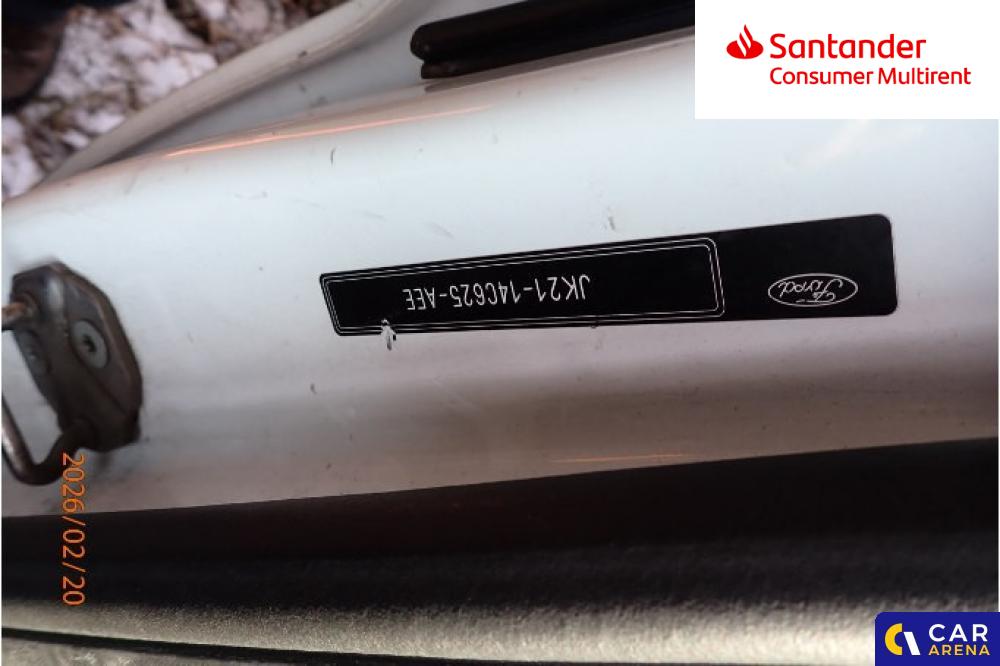 Santander
Consumer Multirent
JK21-14C625-AEE
Ford
2026/02/20
CAR
ARENA